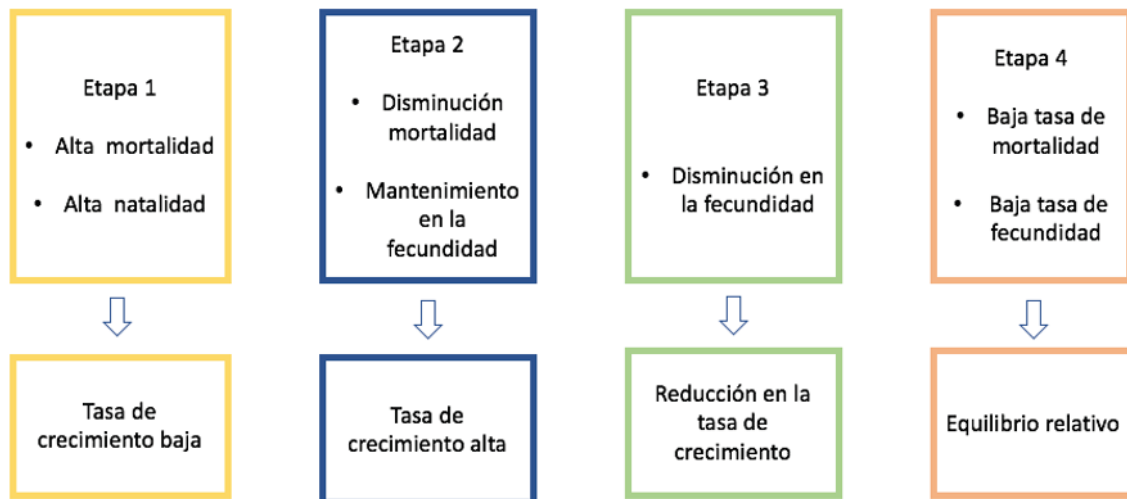 Etapa 1
• Alta mortalidad
• Alta natalidad
Tasa de
crecimiento baja
Etapa 2
• Disminución
mortalidad
• Mantenimiento
en la
fecundidad
Tasa de
crecimiento alta
Etapa 3
• Disminución en
la fecundidad
Reducción en la
tasa de
crecimiento
Etapa 4
• Baja tasa de
mortalidad
• Baja tasa de
fecundidad
Equilibrio relativo